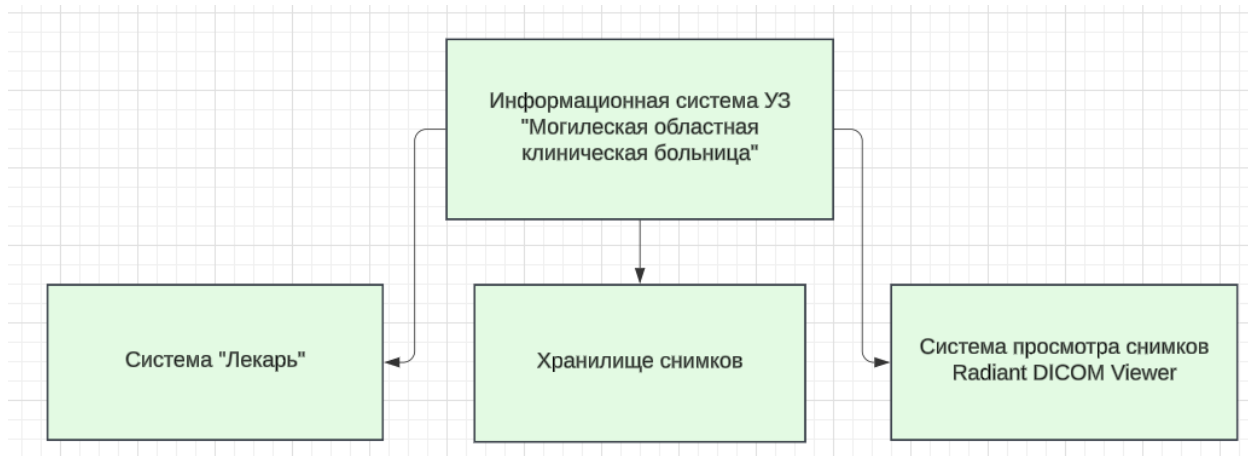 Информационная система УЗ
"Могилеская областная
клиническая больница"
Система "Лекарь"
Хранилище снимков
Система просмотра снимков
Radiant DICOM Viewer